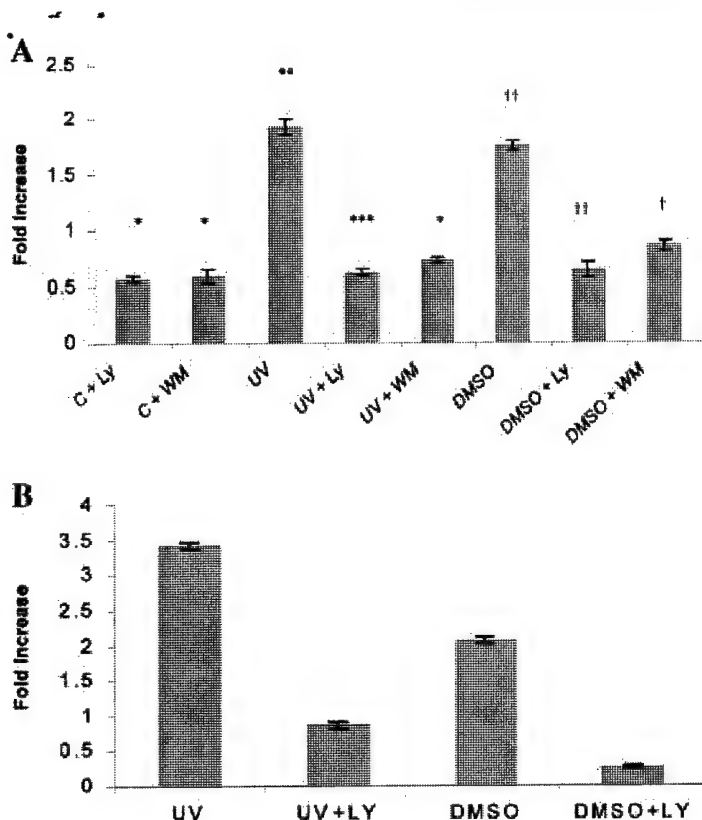 A
2.5
2
1.5
1
0.5
0
Fold increase
** †† * * *** * ‡‡ †
C + Ly C + WM UV UV + Ly UV + WM DMSO DMSO + Ly DMSO + WM
B
4
3.5
3
2.5
2
1.5
1
0.5
0
Fold increase
UV UV+LY DMSO DMSO+LY